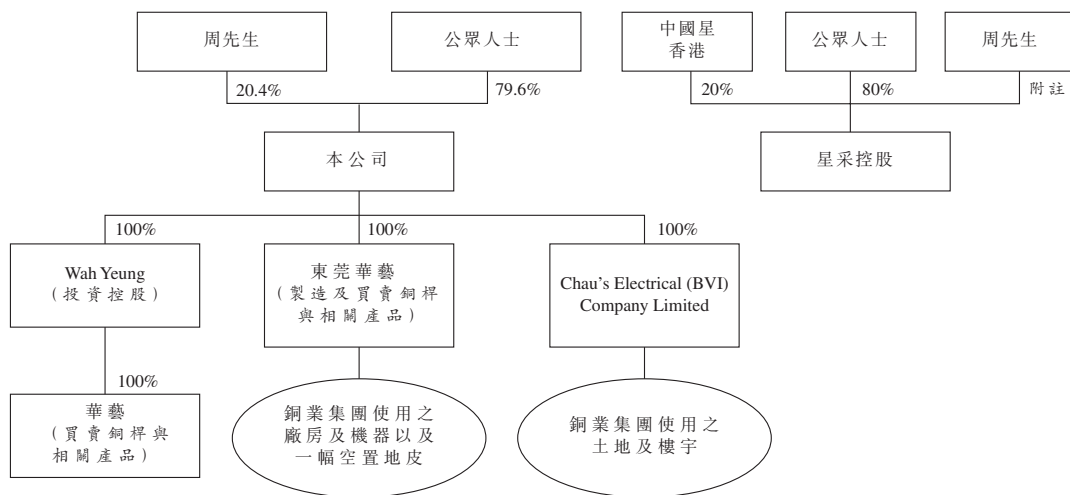 周先生
公眾人士
中國星
香港
公眾人士
周先生
20.4%
79.6%
20%
80%
附註
本公司
星采控股
100%
100%
100%
Wah Yeung
(投資控股)
東莞華藝
(製造及買賣銅桿
與相關產品)
Chau's Electrical (BVI)
Company Limited
100%
華藝
(買賣銅桿與
相關產品)
銅業集團使用之
廠房及機器以及
一幅空置地皮
銅業集團使用之
土地及樓宇